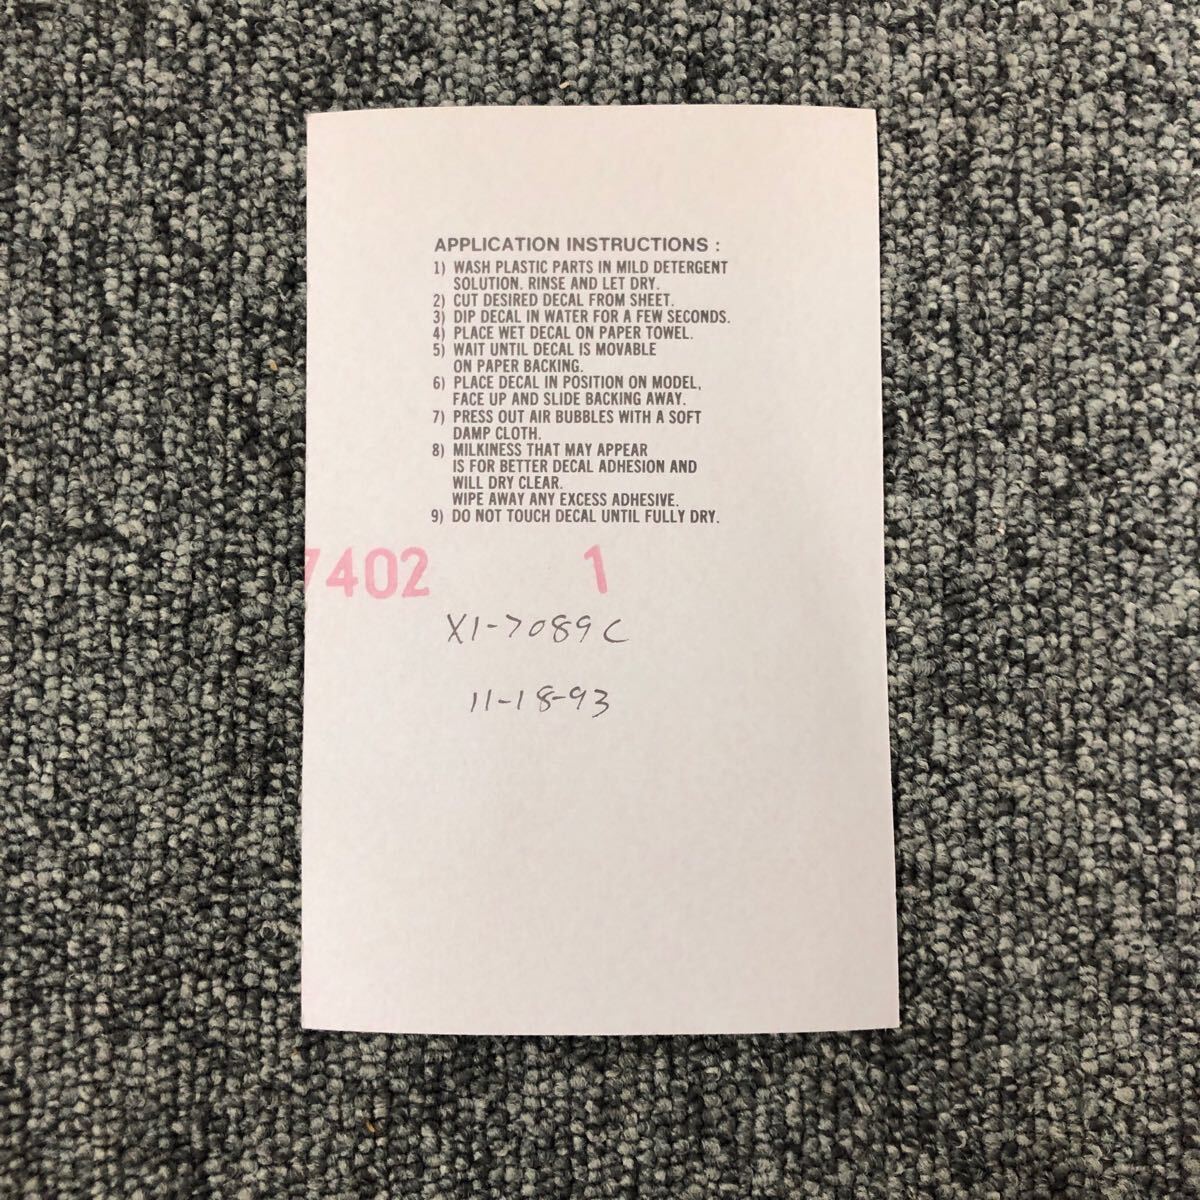 APPLICATION INSTRUCTIONS :
1) WASH PLASTIC PARTS IN MILD DETERGENT
SOLUTION. RINSE AND LET DRY.
2) CUT DESIRED DECAL FROM SHEET.
3) DIP DECAL IN WATER FOR A FEW SECONDS.
4) PLACE WET DECAL ON PAPER TOWEL.
5) WAIT UNTIL DECAL IS MOVABLE
ON PAPER BACKING.
6) PLACE DECAL IN POSITION ON MODEL,
FACE UP AND SLIDE BACKING AWAY.
7) PRESS OUT AIR BUBBLES WITH A SOFT
DAMP CLOTH.
8) MILKINESS THAT MAY APPEAR
IS FOR BETTER DECAL ADHESION AND
WILL DRY CLEAR.
WIPE AWAY ANY EXCESS ADHESIVE.
9) DO NOT TOUCH DECAL UNTIL FULLY DRY.
7402 1
X1-7089C
11-18-93